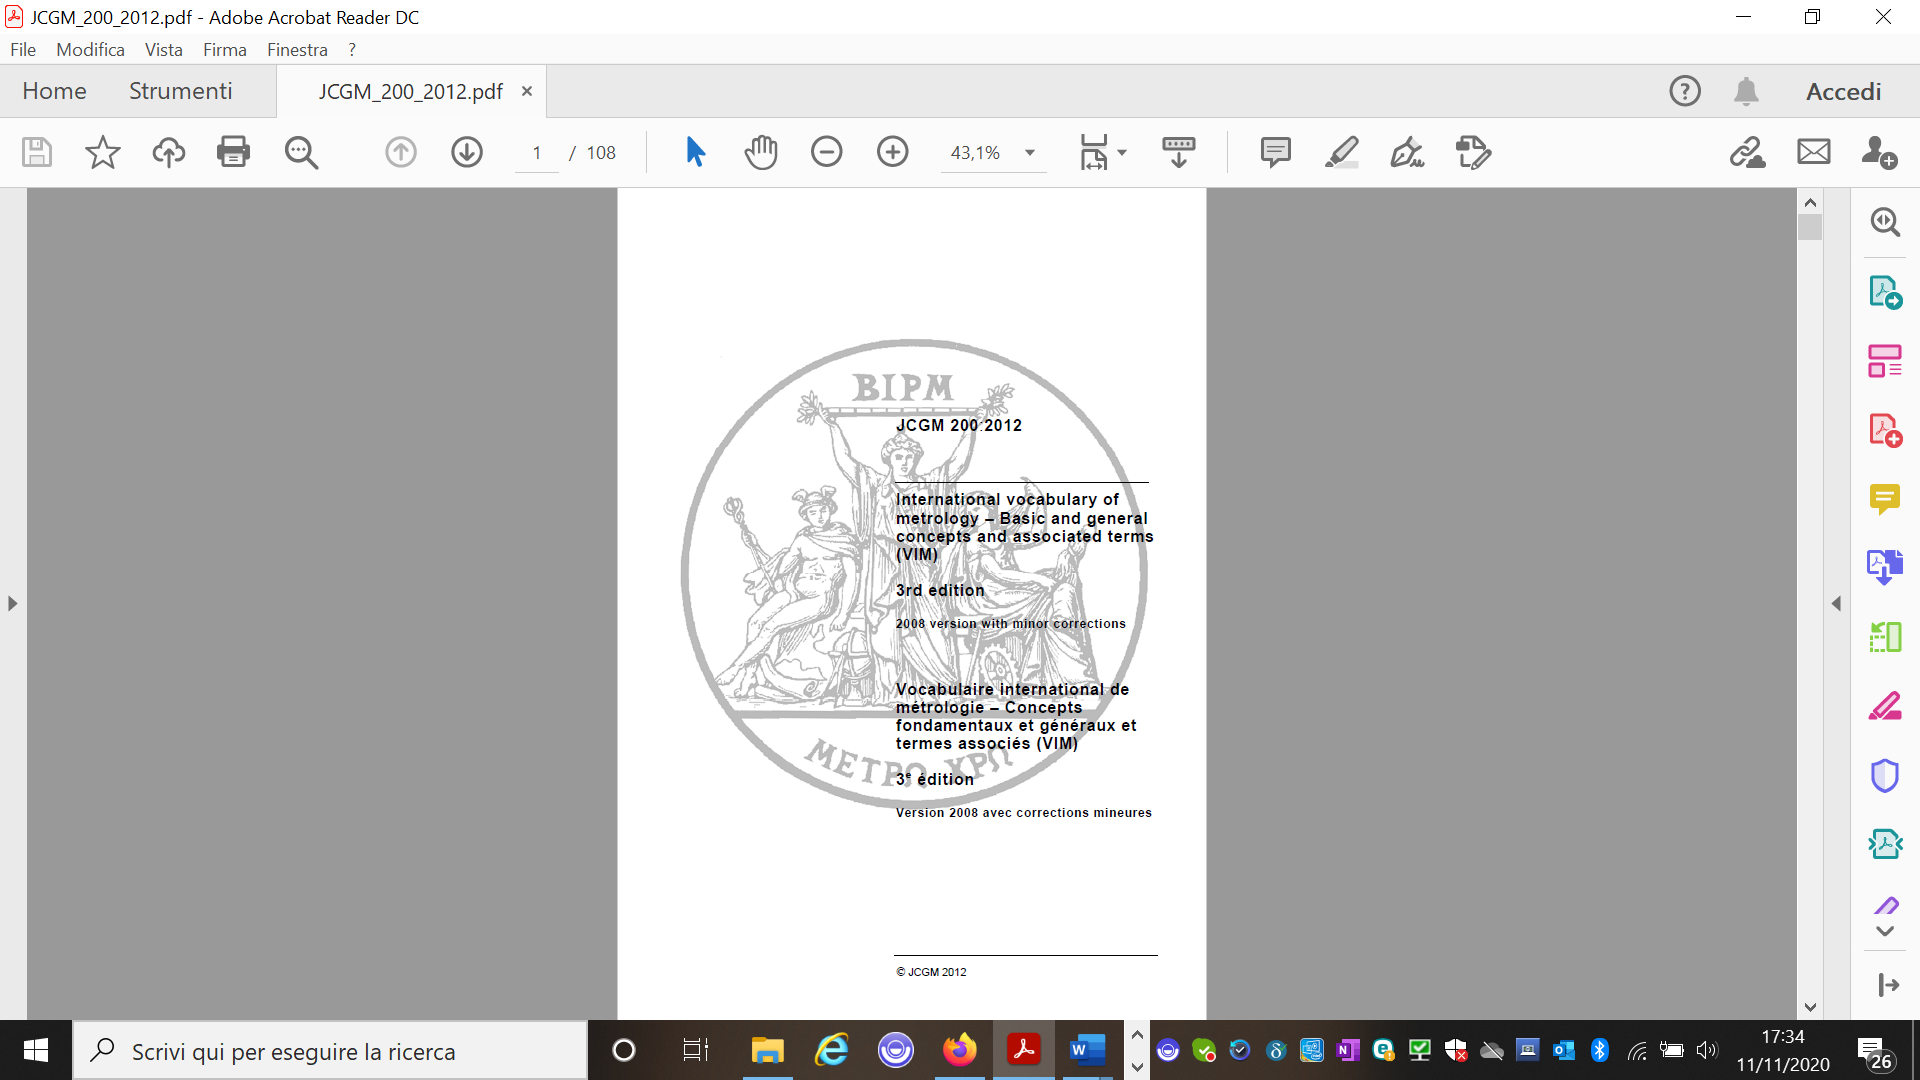 JCGM_200_2012.pdf - Adobe Acrobat Reader DC
File Modifica Vista Firma Finestra ?
Home Strumenti JCGM_200_2012.pdf × Accedi
1 / 108 43,1%
BIPM
JCGM 200:2012
International vocabulary of
metrology – Basic and general
concepts and associated terms
(VIM)
3rd edition
2008 version with minor corrections
Vocabulaire international de
métrologie – Concepts
fondamentaux et généraux et
termes associés (VIM)
ΜΕΤΡΩ ΧΡΩ
3e édition
Version 2008 avec corrections mineures
© JCGM 2012
Scrivi qui per eseguire la ricerca
17:34
11/11/2020
26